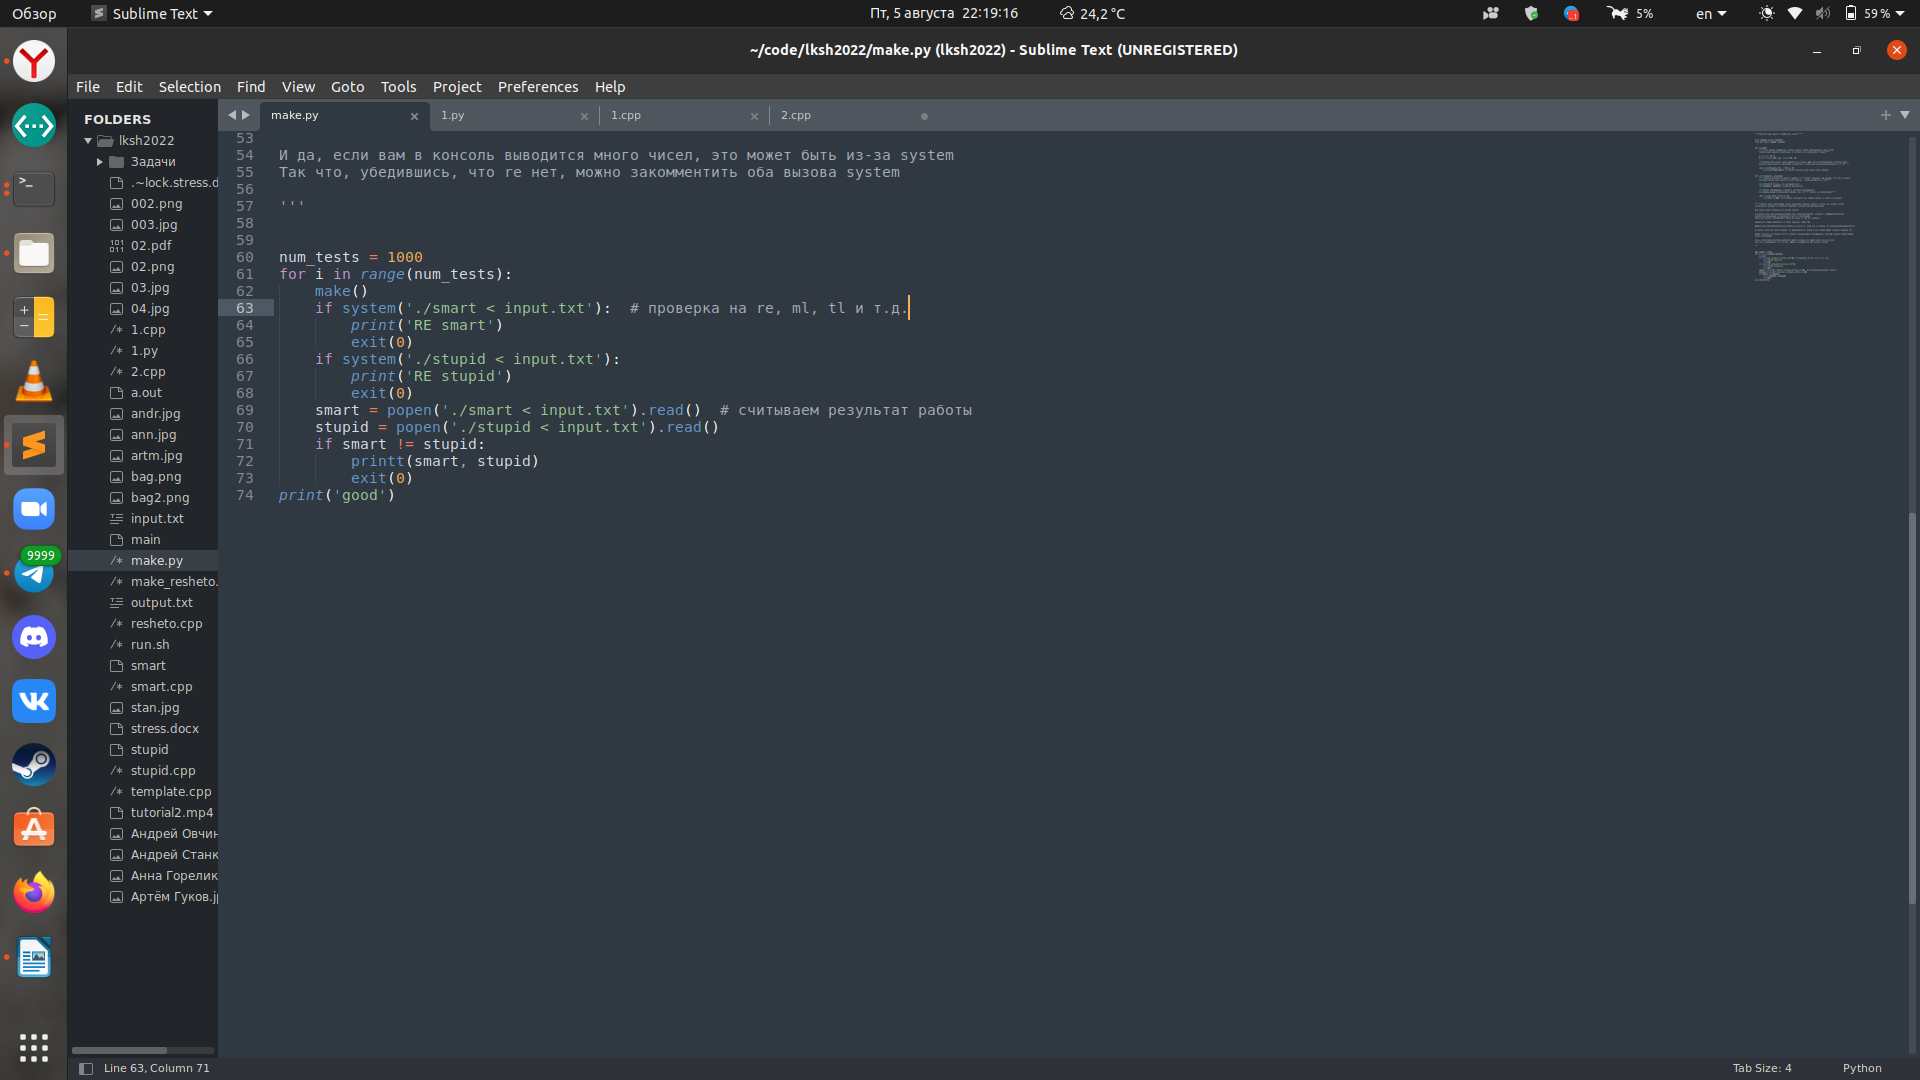 Обзор
Sublime Text
Пт, 5 августа 22:19:16
24,2 °C
5%
en
59 %
~/code/lksh2022/make.py (lksh2022) - Sublime Text (UNREGISTERED)
File Edit Selection Find View Goto Tools Project Preferences Help
FOLDERS
lksh2022
Задачи
.~lock.stress.d
002.png
003.jpg
02.pdf
02.png
03.jpg
04.jpg
1.cpp
1.py
2.cpp
a.out
andr.jpg
ann.jpg
artm.jpg
bag.png
bag2.png
input.txt
main
make.py
make_resheto.
output.txt
resheto.cpp
run.sh
smart
smart.cpp
stan.jpg
stress.docx
stupid
stupid.cpp
template.cpp
tutorial2.mp4
Андрей Овчин
Андрей Станк
Анна Горелик
Артём Гуков.j
9999
make.py 1.py 1.cpp 2.cpp
53
54 И да, если вам в консоль выводится много чисел, это может быть из-за system
55 Так что, убедившись, что re нет, можно закомментить оба вызова system
56
57 '''
58
59
60 num_tests = 1000
61 for i in range(num_tests):
62     make()
63     if system('./smart < input.txt'):  # проверка на re, ml, tl и т.д.
64         print('RE smart')
65         exit(0)
66     if system('./stupid < input.txt'):
67         print('RE stupid')
68         exit(0)
69     smart = popen('./smart < input.txt').read()  # считываем результат работы
70     stupid = popen('./stupid < input.txt').read()
71     if smart != stupid:
72         printt(smart, stupid)
73         exit(0)
74 print('good')
Line 63, Column 71
Tab Size: 4
Python